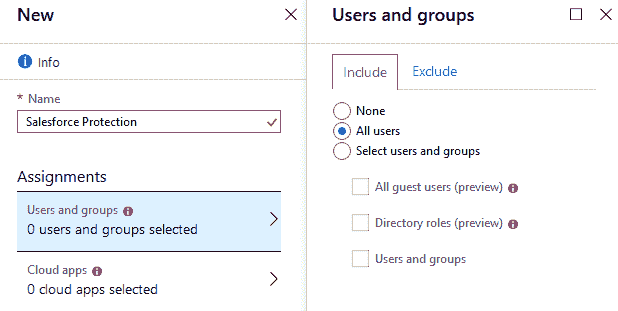 New
Info
* Name
Salesforce Protection
Assignments
Users and groups
0 users and groups selected
Cloud apps
0 cloud apps selected
Users and groups
Include
Exclude
None
All users
Select users and groups
All guest users (preview)
Directory roles (preview)
Users and groups